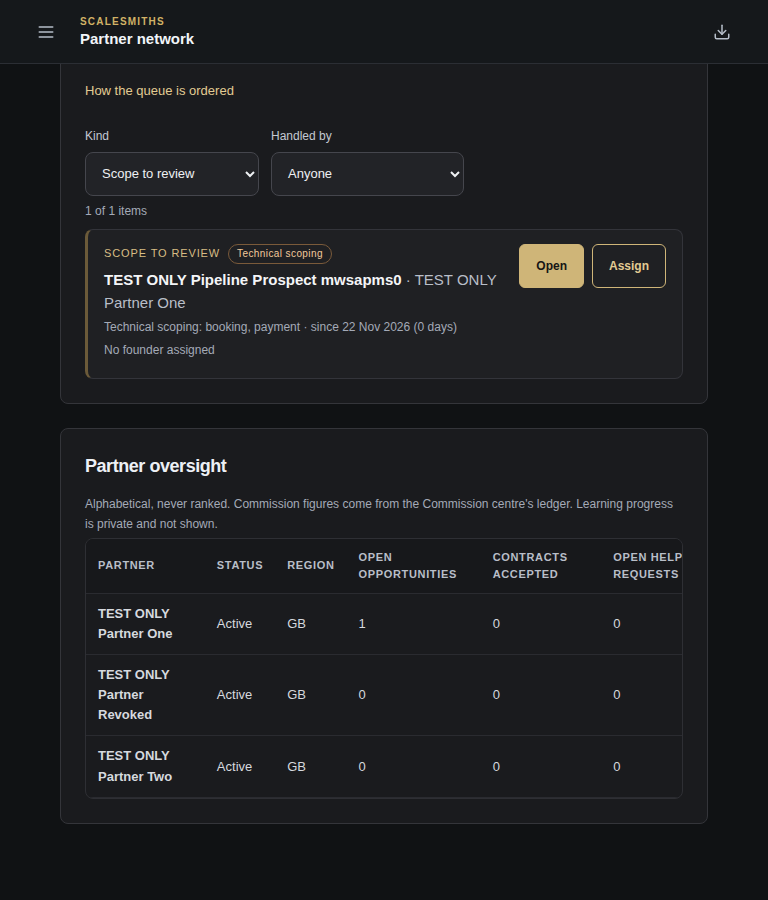 SCALESMITHS
Partner network
How the queue is ordered
Kind
Handled by
Scope to review
Anyone
1 of 1 items
SCOPE TO REVIEW
Technical scoping
Open
Assign
TEST ONLY Pipeline Prospect mwsapms0 · TEST ONLY
Partner One
Technical scoping: booking, payment · since 22 Nov 2026 (0 days)
No founder assigned
Partner oversight
Alphabetical, never ranked. Commission figures come from the Commission centre's ledger. Learning progress
is private and not shown.
PARTNER STATUS REGION OPEN OPPORTUNITIES CONTRACTS ACCEPTED OPEN HELP REQUESTS
TEST ONLY Partner One Active GB 1 0 0
TEST ONLY Partner Revoked Active GB 0 0 0
TEST ONLY Partner Two Active GB 0 0 0